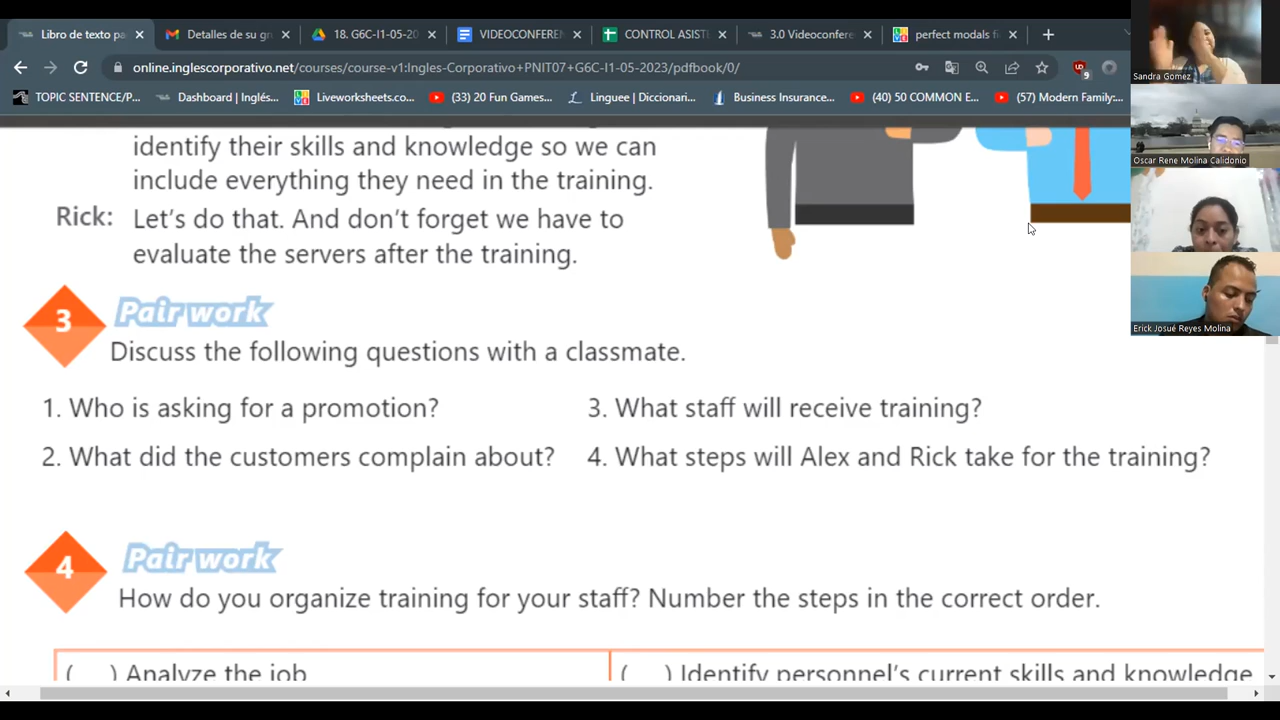 Libro de texto pa
Detalles de su gr
18. G6C-I1-05-20
VIDEOCONFEREN
CONTROL ASIST
3.0 Videoconfere
perfect modals fi
online.inglescorporativo.net/courses/course-v1:Ingles-Corporativo+PNIT07+G6C-I1-05-2023/pdfbook/0/
9
TOPIC SENTENCE/P...
Dashboard | Inglés...
Liveworksheets.co...
(33) 20 Fun Games...
Linguee | Diccionari...
Business Insurance...
(40) 50 COMMON E...
(57) Modern Family:...
Sandra Gomez
Oscar Rene Molina Calidonio
Erick Josué Reyes Molina
identify their skills and knowledge so we can
include everything they need in the training.
Rick: Let's do that. And don't forget we have to
evaluate the servers after the training.
3 Pair work
Discuss the following questions with a classmate.
1. Who is asking for a promotion?
2. What did the customers complain about?
3. What staff will receive training?
4. What steps will Alex and Rick take for the training?
4 Pair work
How do you organize training for your staff? Number the steps in the correct order.
( ) Analyze the job
( ) Identify personnel's current skills and knowledge